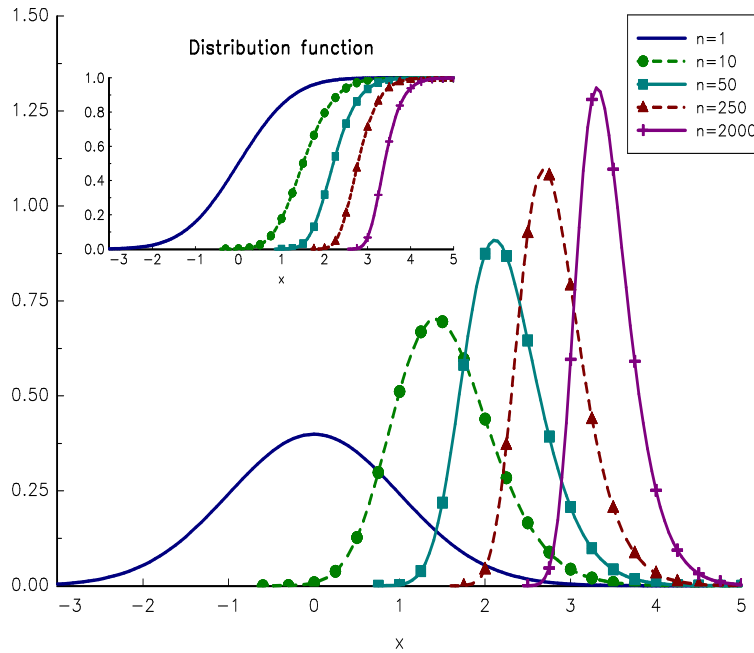 1.50
1.25
1.00
0.75
0.50
0.25
0.00
−3 −2 −1 0 1 2 3 4 5
x
Distribution function
1.0
0.8
0.6
0.4
0.2
0.0
−3 −2 −1 0 1 2 3 4 5
x
n=1
n=10
n=50
n=250
n=2000